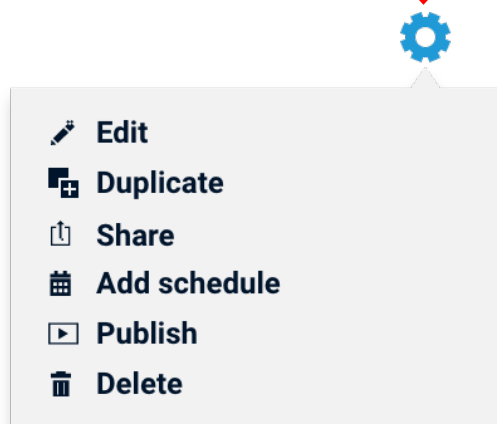 Edit
Duplicate
Share
Add schedule
Publish
Delete